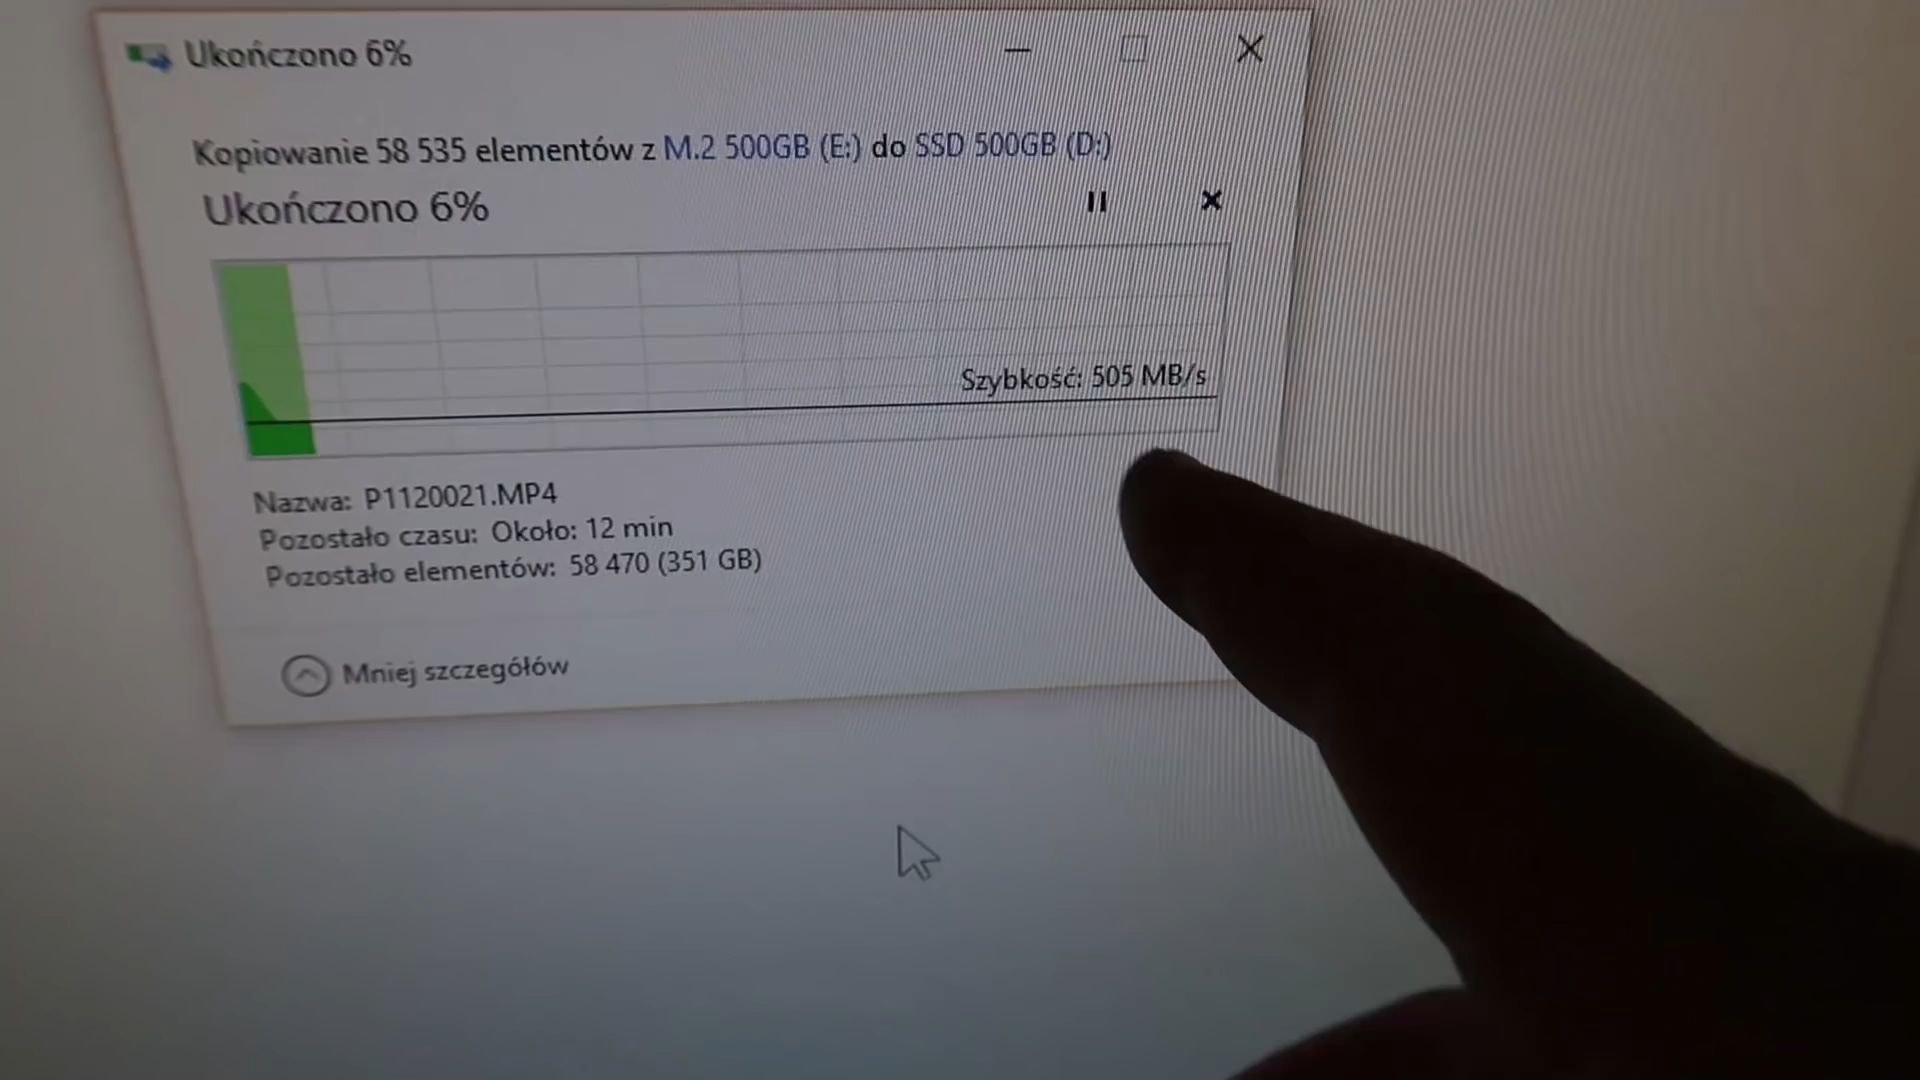 Ukończono 6%
Kopiowanie 58 535 elementów z M.2 500GB (E:) do SSD 500GB (D:)
Ukończono 6%
Szybkość: 505 MB/s
Nazwa: P1120021.MP4
Pozostało czasu: Około: 12 min
Pozostało elementów: 58 470 (351 GB)
Mniej szczegółów